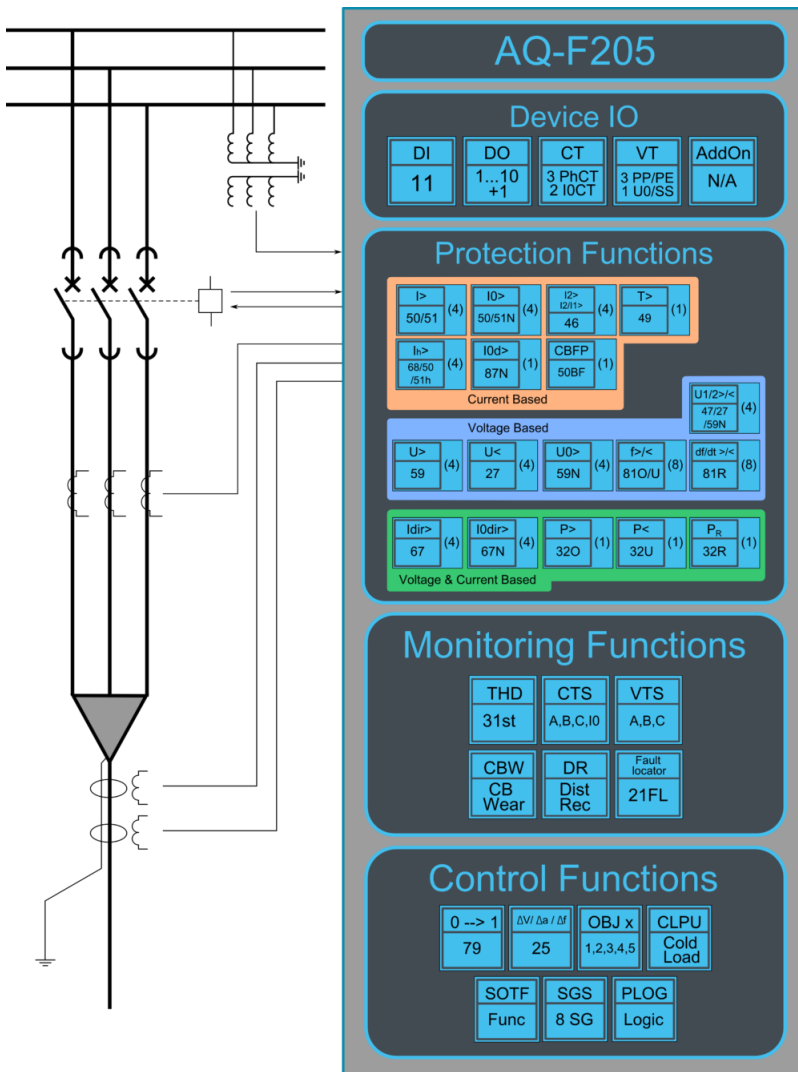 AQ-F205
Device IO
DI
11
DO
1...10
+1
CT
3 PhCT
2 I0CT
VT
3 PP/PE
1 U0/SS
AddOn
N/A
Protection Functions
I>
50/51
(4)
I0>
50/51N
(4)
I2>
I2/I1>
46
(4)
T>
49
(1)
Ih>
68/50
/51h
(4)
I0d>
87N
(1)
CBFP
50BF
(1)
Current Based
U1/2>/<
47/27
/59N
(4)
Voltage Based
U>
59
(4)
U<
27
(4)
U0>
59N
(4)
f>/<
81O/U
(8)
df/dt >/<
81R
(8)
Idir>
67
(4)
I0dir>
67N
(4)
P>
32O
(1)
P<
32U
(1)
PR
32R
(1)
Voltage & Current Based
Monitoring Functions
THD
31st
CTS
A,B,C,I0
VTS
A,B,C
CBW
CB
Wear
DR
Dist
Rec
Fault
locator
21FL
Control Functions
0 --> 1
79
ΔV/ Δa / Δf
25
OBJ x
1,2,3,4,5
CLPU
Cold
Load
SOTF
Func
SGS
8 SG
PLOG
Logic